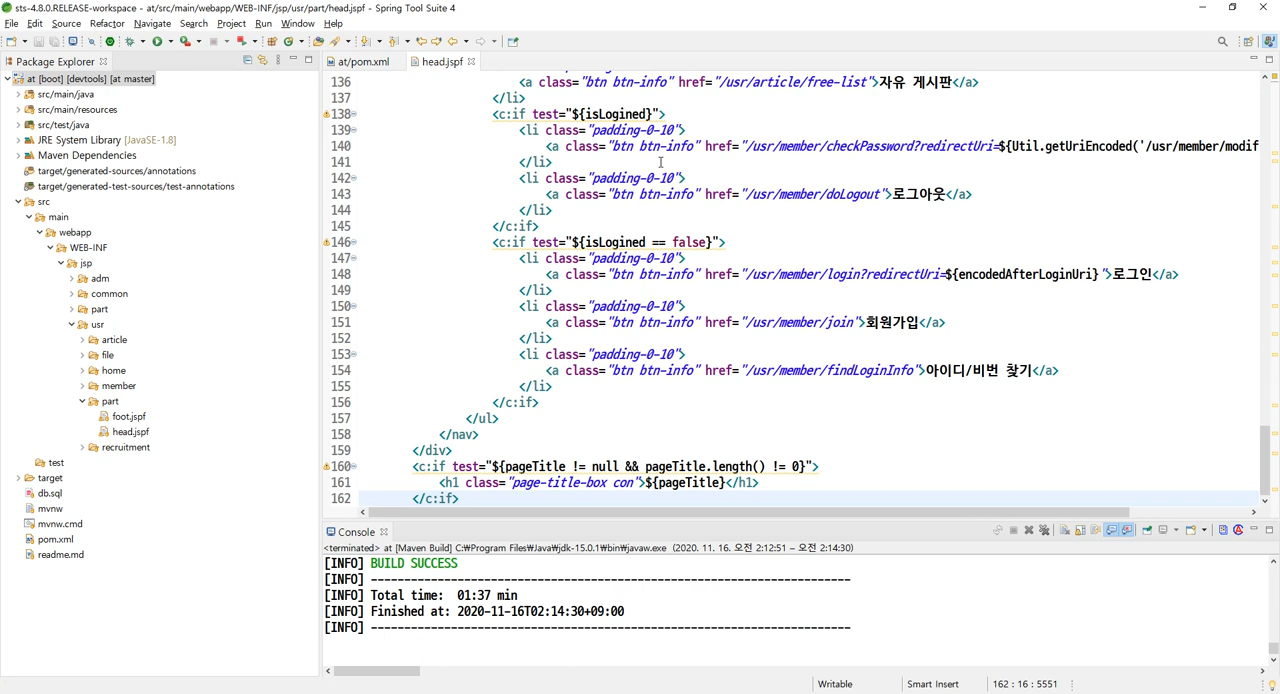 sts-4.8.0.RELEASE-workspace - at/src/main/webapp/WEB-INF/jsp/usr/part/head.jspf - Spring Tool Suite 4
File Edit Source Refactor Navigate Search Project Run Window Help
Package Explorer
at [boot] [devtools] [at master]
src/main/java
src/main/resources
src/test/java
JRE System Library [JavaSE-1.8]
Maven Dependencies
target/generated-sources/annotations
target/generated-test-sources/test-annotations
src
main
webapp
WEB-INF
jsp
adm
common
part
usr
article
file
home
member
part
foot.jspf
head.jspf
recruitment
test
target
db.sql
mvnw
mvnw.cmd
pom.xml
readme.md
at/pom.xml head.jspf
136 <a class="btn btn-info" href="/usr/article/free-list">자유 게시판</a>
137 </li>
138 <c:if test="${isLogined}">
139 <li class="padding-0-10">
140 <a class="btn btn-info" href="/usr/member/checkPassword?redirectUri=${Util.getUriEncoded('/usr/member/modif
141 </li>
142 <li class="padding-0-10">
143 <a class="btn btn-info" href="/usr/member/doLogout">로그아웃</a>
144 </li>
145 </c:if>
146 <c:if test="${isLogined == false}">
147 <li class="padding-0-10">
148 <a class="btn btn-info" href="/usr/member/login?redirectUri=${encodedAfterLoginUri}">로그인</a>
149 </li>
150 <li class="padding-0-10">
151 <a class="btn btn-info" href="/usr/member/join">회원가입</a>
152 </li>
153 <li class="padding-0-10">
154 <a class="btn btn-info" href="/usr/member/findLoginInfo">아이디/비번 찾기</a>
155 </li>
156 </c:if>
157 </ul>
158 </nav>
159 </div>
160 <c:if test="${pageTitle != null && pageTitle.length() != 0}">
161 <h1 class="page-title-box con">${pageTitle}</h1>
162 </c:if>
Console
<terminated> at [Maven Build] C:₩Program Files₩Java₩jdk-15.0.1₩bin₩javaw.exe (2020. 11. 16. 오전 2:12:51 – 오전 2:14:30)
[INFO] BUILD SUCCESS
[INFO] ------------------------------------------------------------------------
[INFO] Total time:  01:37 min
[INFO] Finished at: 2020-11-16T02:14:30+09:00
[INFO] ------------------------------------------------------------------------
Writable Smart Insert 162 : 16 : 5551